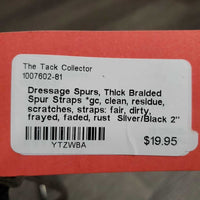 The Tack Collector
1007602-81
Dressage Spurs, Thick Braided
Spur Straps *gc, clean, residue,
scratches, straps: fair, dirty,
frayed, faded, rust Silver/Black 2"
YTZWBA
$19.95